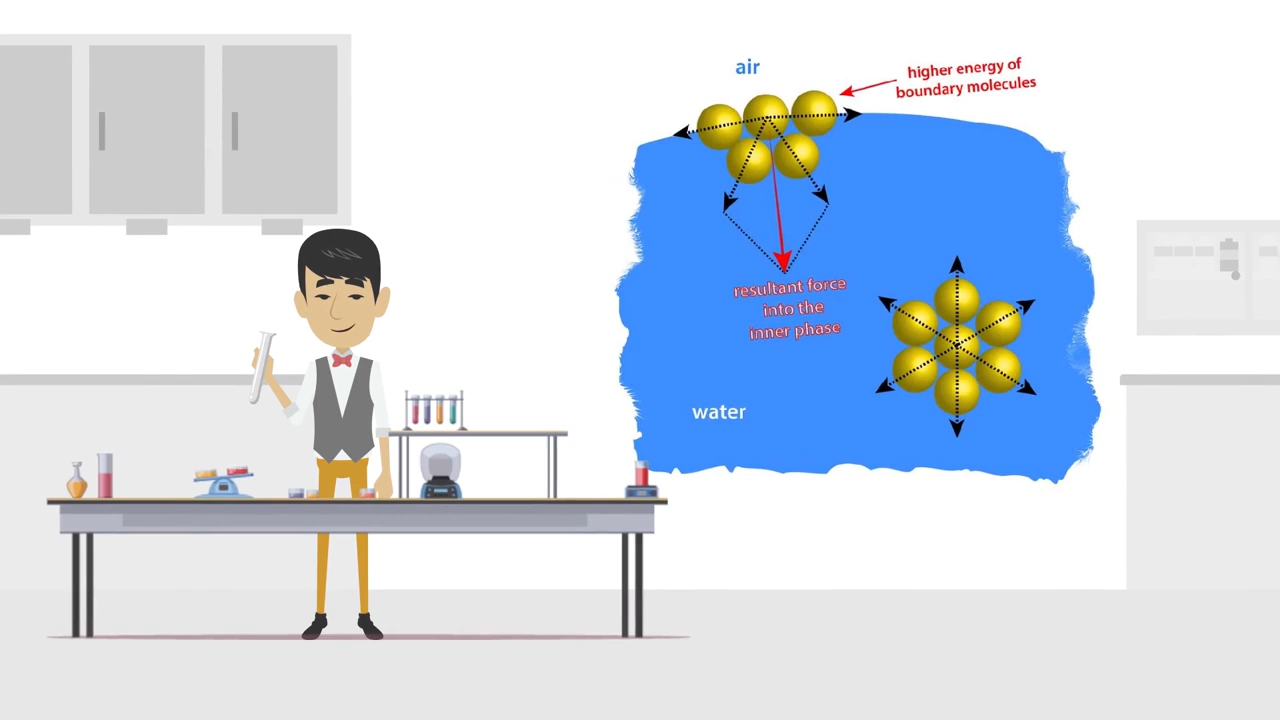 air
higher energy of
boundary molecules
resultant force
into the
inner phase
water